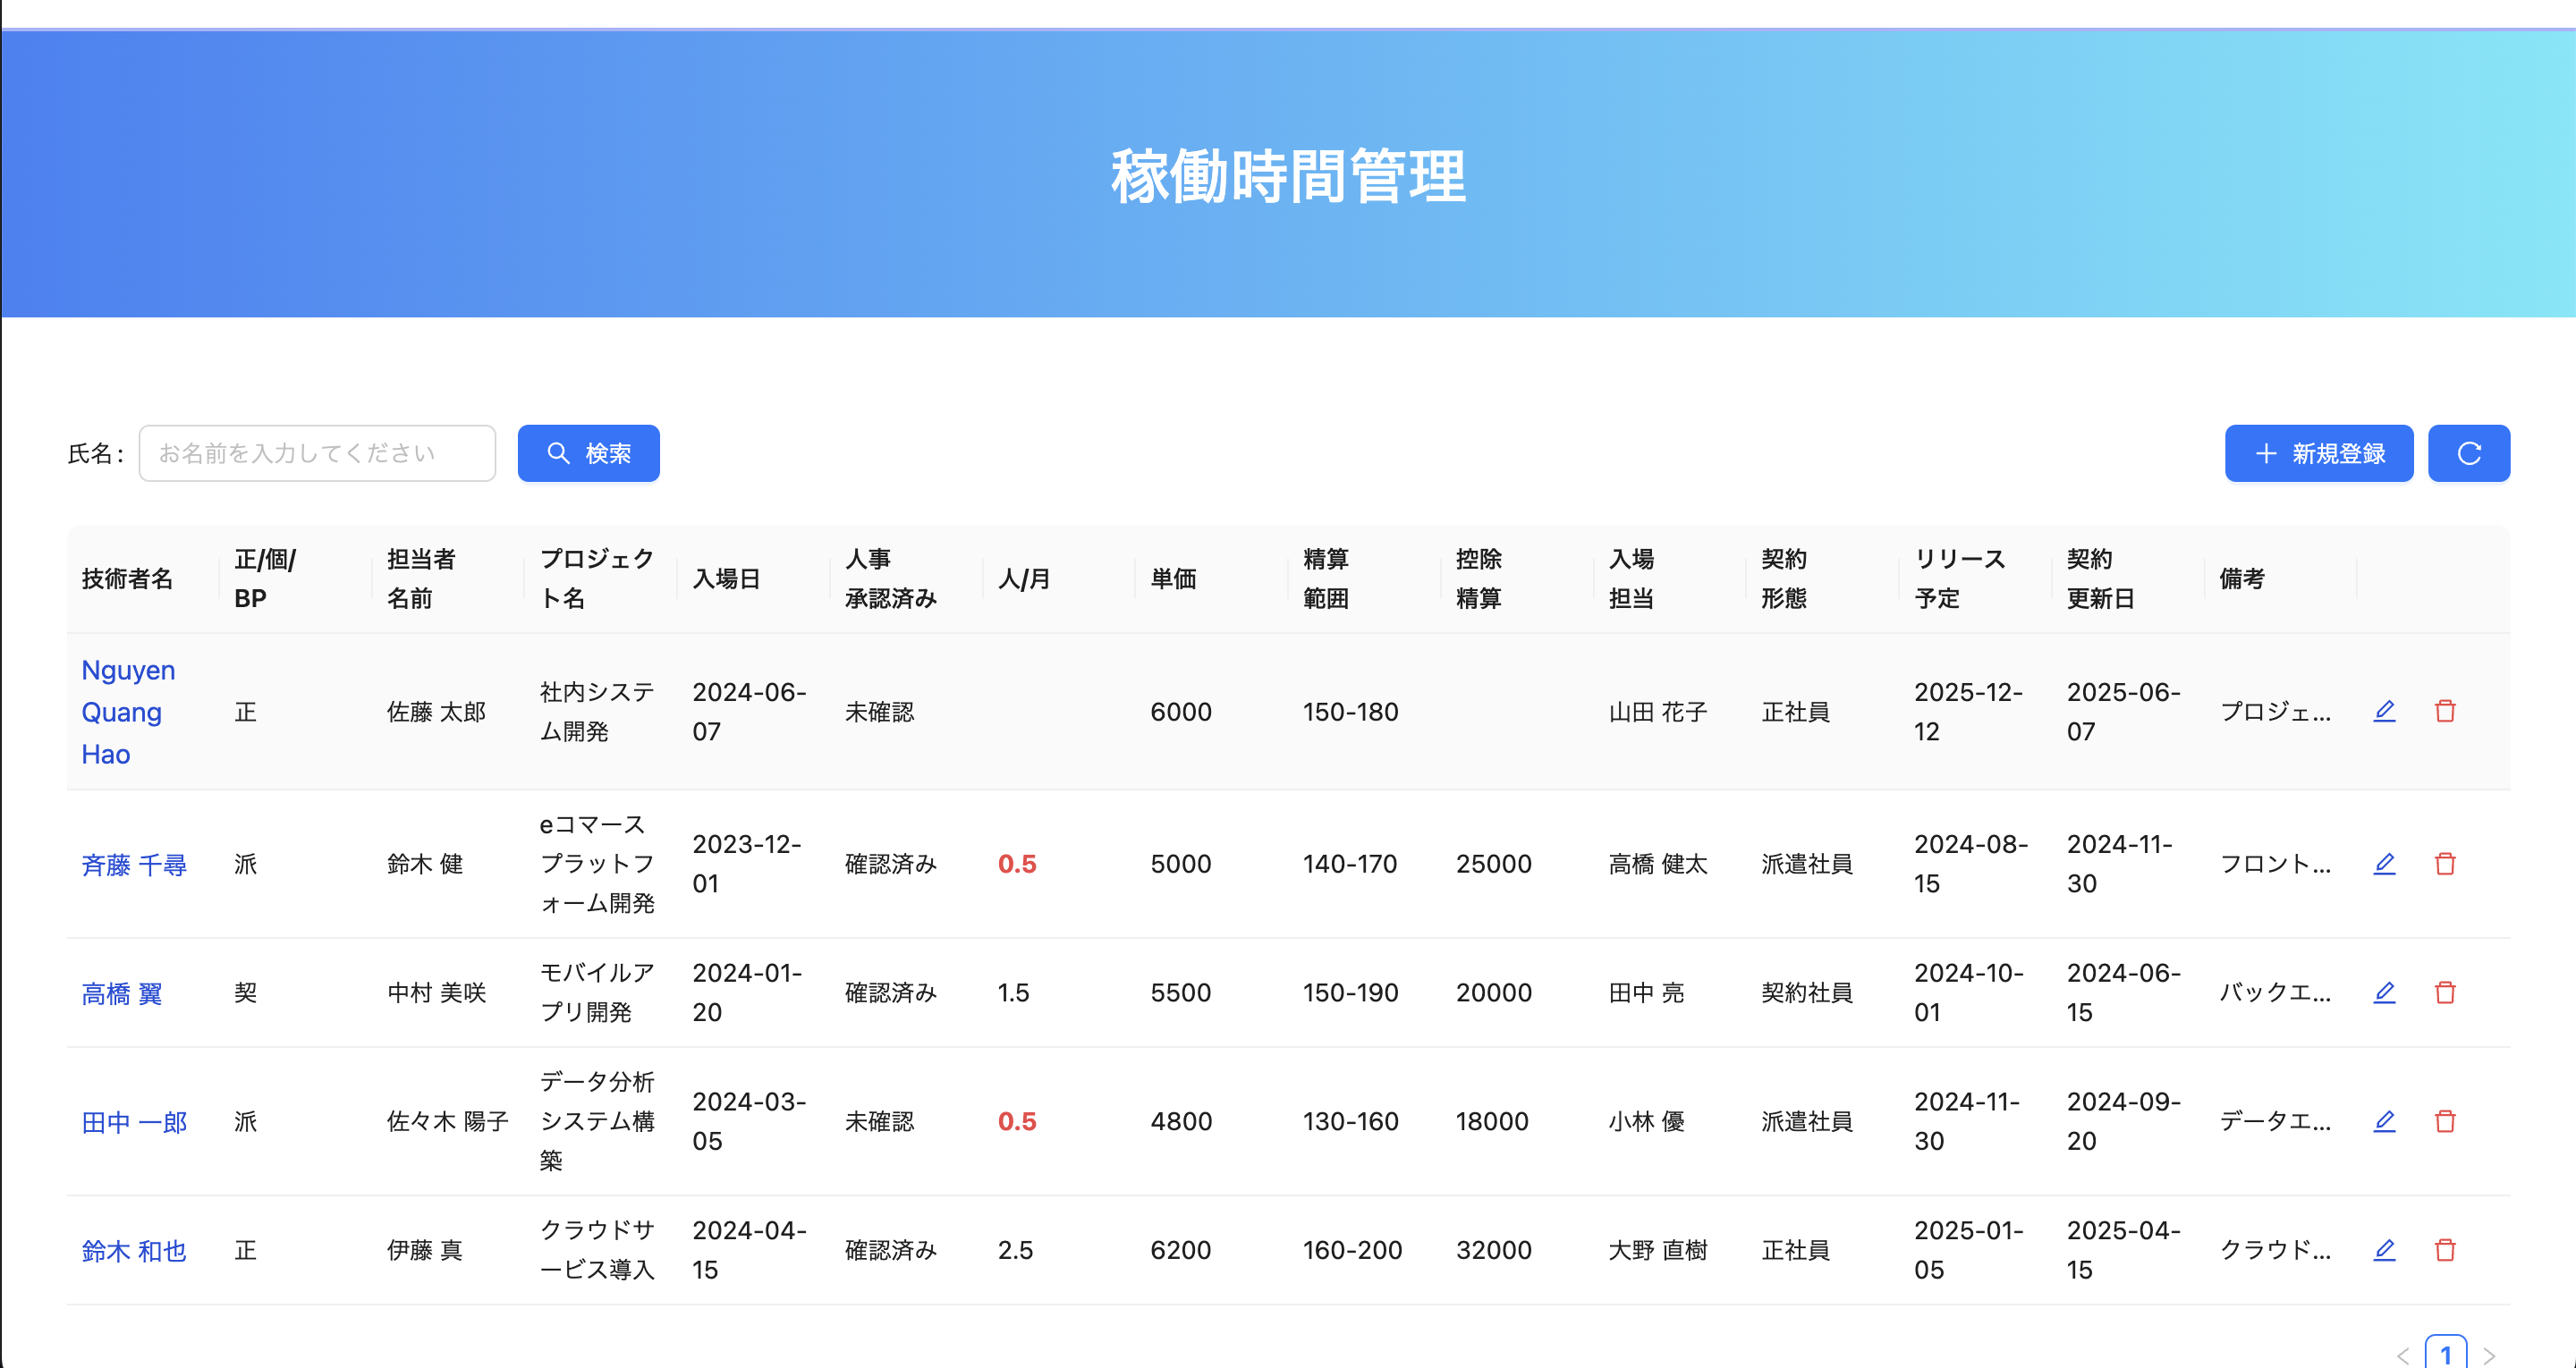 稼働時間管理
氏名 :
お名前を入力してください
検索
新規登録
技術者名
正/個/
BP
担当者
名前
プロジェク
ト名
入場日
人事
承認済み
人/月
単価
精算
範囲
控除
精算
入場
担当
契約
形態
リリース
予定
契約
更新日
備考
Nguyen
Quang
Hao
正
佐藤 太郎
社内システ
ム開発
2024-06-
07
未確認
6000
150-180
山田 花子
正社員
2025-12-
12
2025-06-
07
プロジェ...
斉藤 千尋
派
鈴木 健
eコマース
プラットフ
ォーム開発
2023-12-
01
確認済み
0.5
5000
140-170
25000
高橋 健太
派遣社員
2024-08-
15
2024-11-
30
フロント...
高橋 翼
契
中村 美咲
モバイルア
プリ開発
2024-01-
20
確認済み
1.5
5500
150-190
20000
田中 亮
契約社員
2024-10-
01
2024-06-
15
バックエ...
田中 一郎
派
佐々木 陽子
データ分析
システム構
築
2024-03-
05
未確認
0.5
4800
130-160
18000
小林 優
派遣社員
2024-11-
30
2024-09-
20
データエ...
鈴木 和也
正
伊藤 真
クラウドサ
ービス導入
2024-04-
15
確認済み
2.5
6200
160-200
32000
大野 直樹
正社員
2025-01-
05
2025-04-
15
クラウド...
1